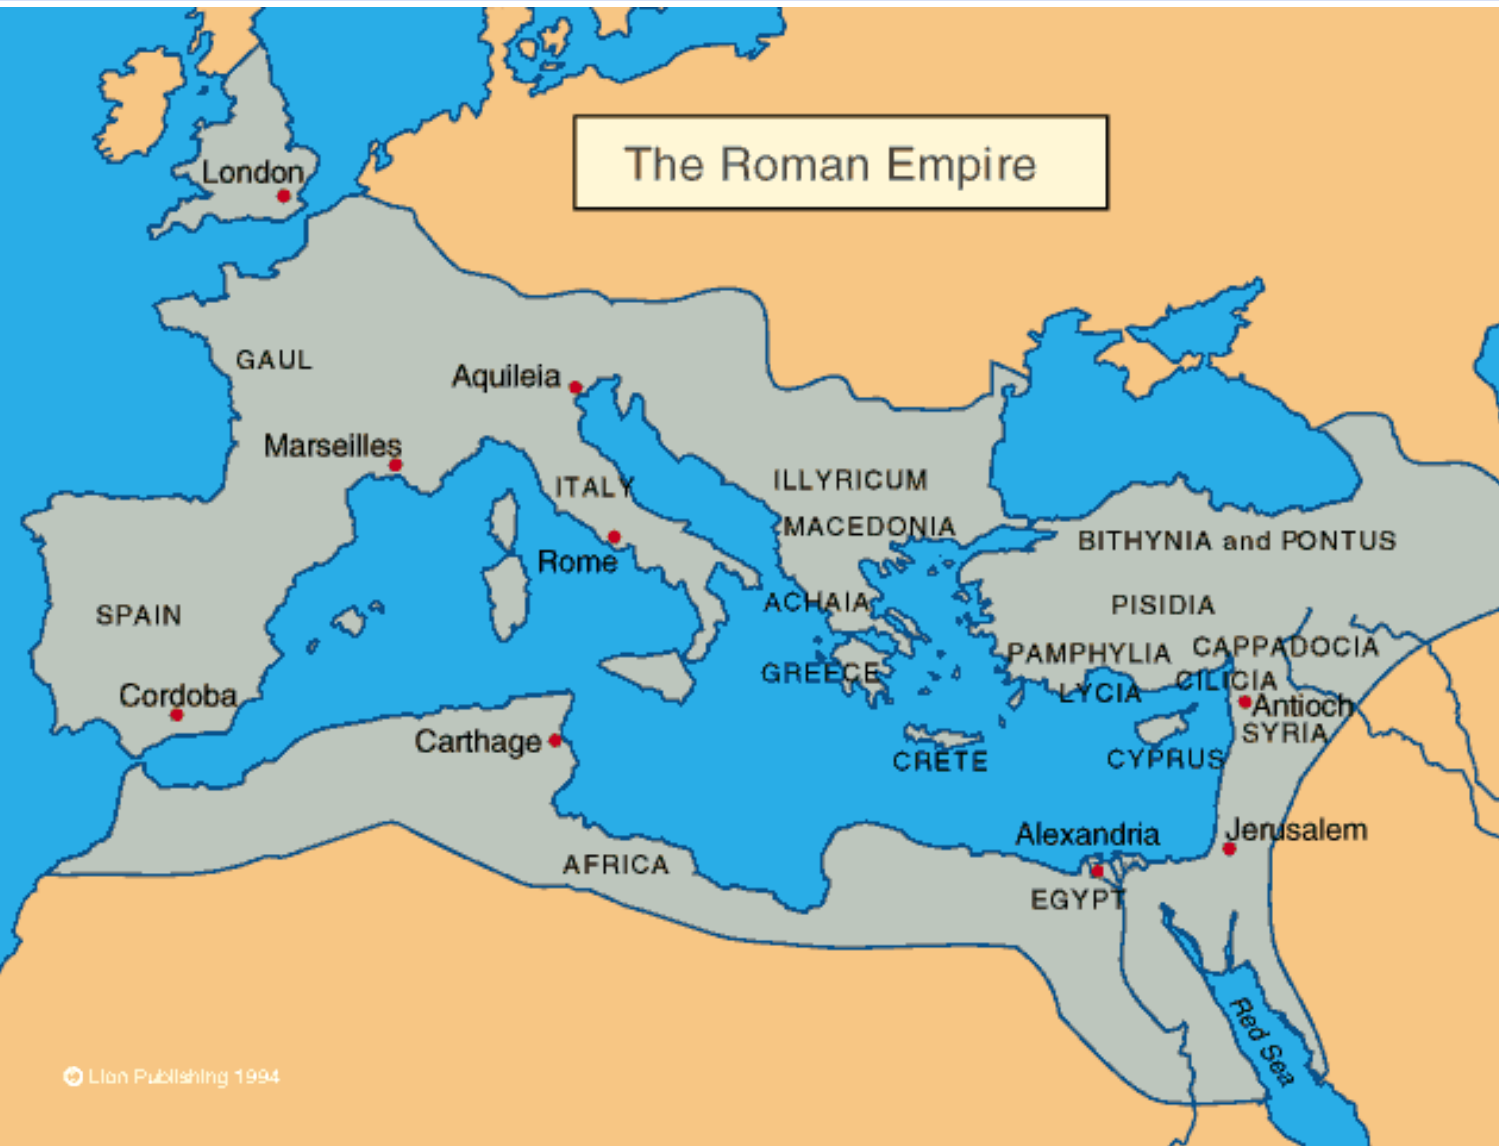 The Roman Empire
London
GAUL
Aquileia
Marseilles
ITALY
ILLYRICUM
MACEDONIA
BITHYNIA and PONTUS
Rome
ACHAIA
PISIDIA
SPAIN
PAMPHYLIA
CAPPADOCIA
GREECE
CILICIA
LYCIA
Cordoba
Antioch
SYRIA
Carthage
CRETE
CYPRUS
Alexandria
Jerusalem
AFRICA
EGYPT
Red Sea
© Lion Publishing 1994